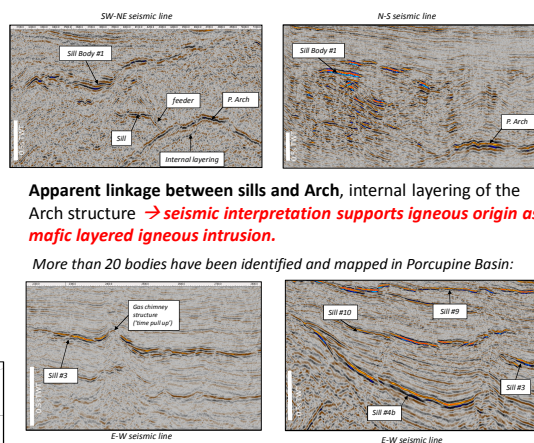 SW-NE seismic line
N-S seismic line
Sill Body #1
feeder
P. Arch
Sill
Internal layering
Sill Body #1
P. Arch
Apparent linkage between sills and Arch, internal layering of the
Arch structure → seismic interpretation supports igneous origin as
mafic layered igneous intrusion.
More than 20 bodies have been identified and mapped in Porcupine Basin:
Gas chimney
structure
('time pull up')
Sill #3
E-W seismic line
Sill #10
Sill #9
Sill #3
Sill #4b
E-W seismic line